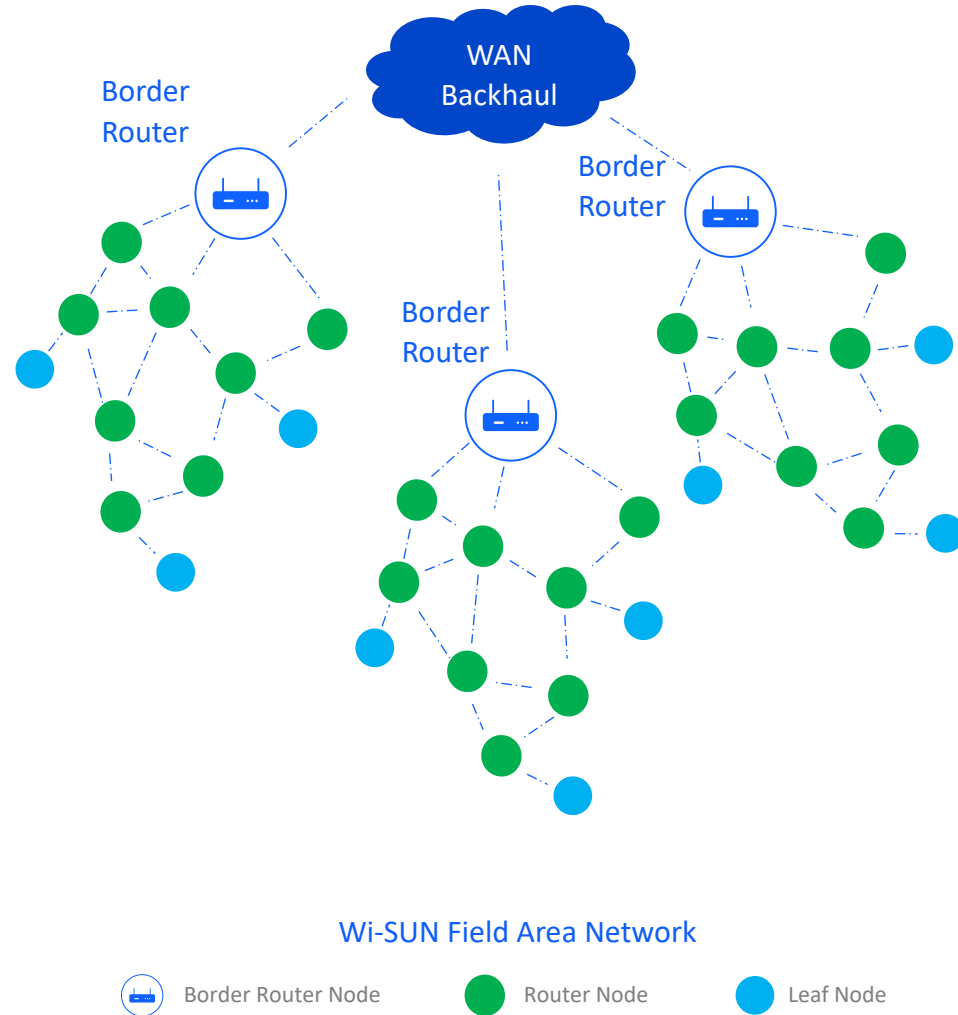 WAN
Backhaul
Border
Router
Border
Router
Border
Router
Wi-SUN Field Area Network
Border Router Node
Router Node
Leaf Node